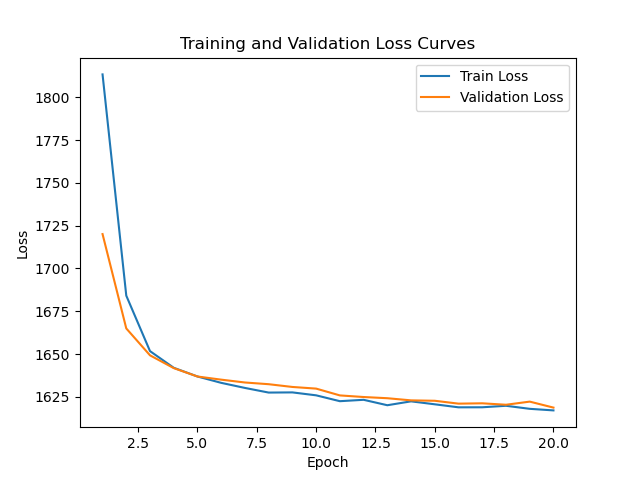 Training and Validation Loss Curves
Train Loss
Validation Loss
1800
1775
1750
1725
1700
1675
1650
1625
Loss
2.5 5.0 7.5 10.0 12.5 15.0 17.5 20.0
Epoch